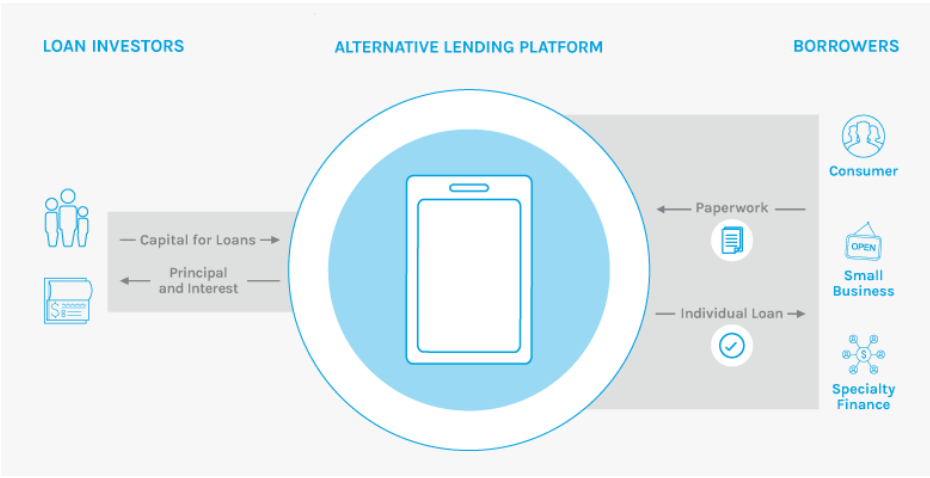 LOAN INVESTORS
ALTERNATIVE LENDING PLATFORM
BORROWERS
Capital for Loans
Principal
and Interest
$
Paperwork
Individual Loan
Consumer
OPEN
Small
Business
$
Specialty
Finance